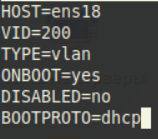 HOST=ens18
VID=200
TYPE=vlan
ONBOOT=yes
DISABLED=no
BOOTPROTO=dhcp